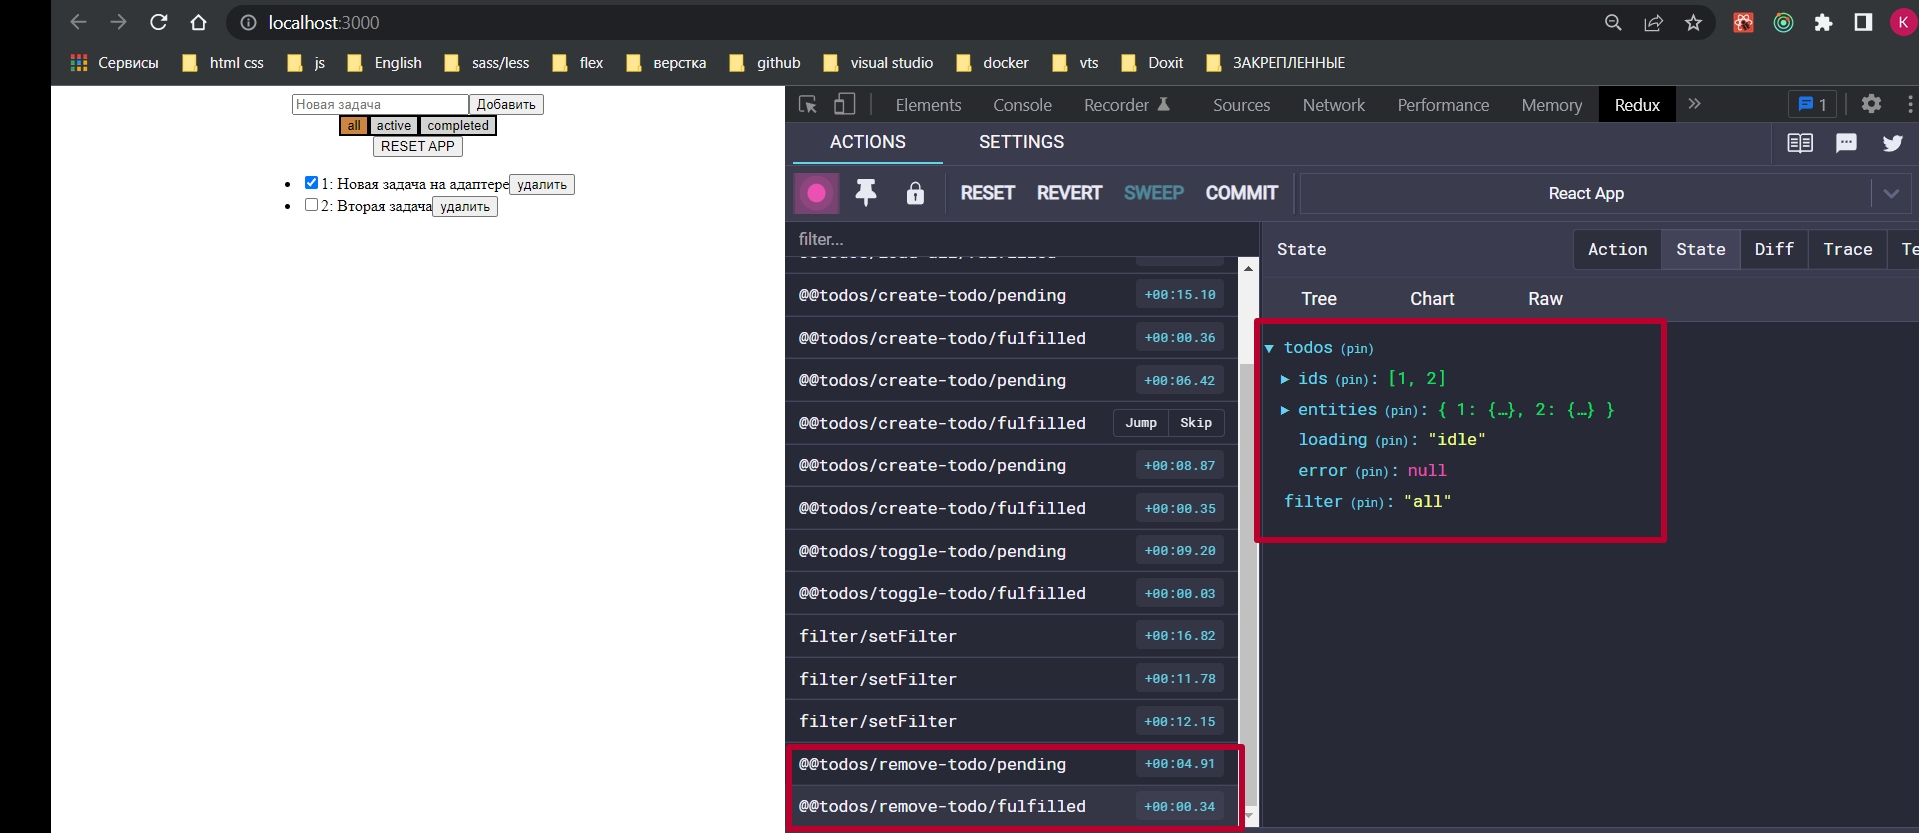 localhost:3000
K
Сервисы html css js English sass/less flex верстка github visual studio docker vts Doxit ЗАКРЕПЛЕННЫЕ
Новая задача Добавить
all active completed
RESET APP
1: Новая задача на адаптере удалить
2: Вторая задача удалить
Elements Console Recorder Sources Network Performance Memory Redux » 1
ACTIONS SETTINGS
RESET REVERT SWEEP COMMIT React App
filter...
State Action State Diff Trace Te
Tree Chart Raw
@@todos/create-todo/pending +00:15.10
@@todos/create-todo/fulfilled +00:00.36
@@todos/create-todo/pending +00:06.42
@@todos/create-todo/fulfilled Jump Skip
@@todos/create-todo/pending +00:08.87
@@todos/create-todo/fulfilled +00:00.35
@@todos/toggle-todo/pending +00:09.20
@@todos/toggle-todo/fulfilled +00:00.03
filter/setFilter +00:16.82
filter/setFilter +00:11.78
filter/setFilter +00:12.15
@@todos/remove-todo/pending +00:04.91
@@todos/remove-todo/fulfilled +00:00.34
todos (pin)
ids (pin): [1, 2]
entities (pin): { 1: {…}, 2: {…} }
loading (pin): "idle"
error (pin): null
filter (pin): "all"